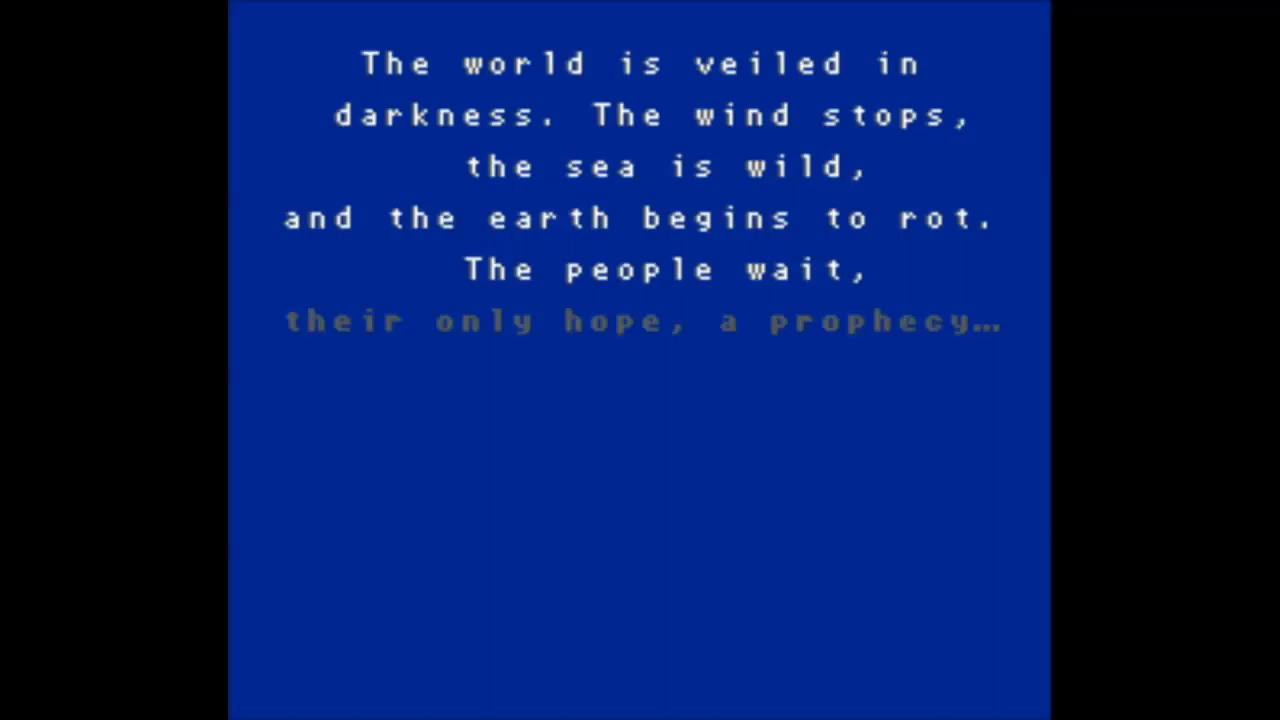 The world is veiled in
darkness. The wind stops,
the sea is wild,
and the earth begins to rot.
The people wait,
their only hope, a prophecy…